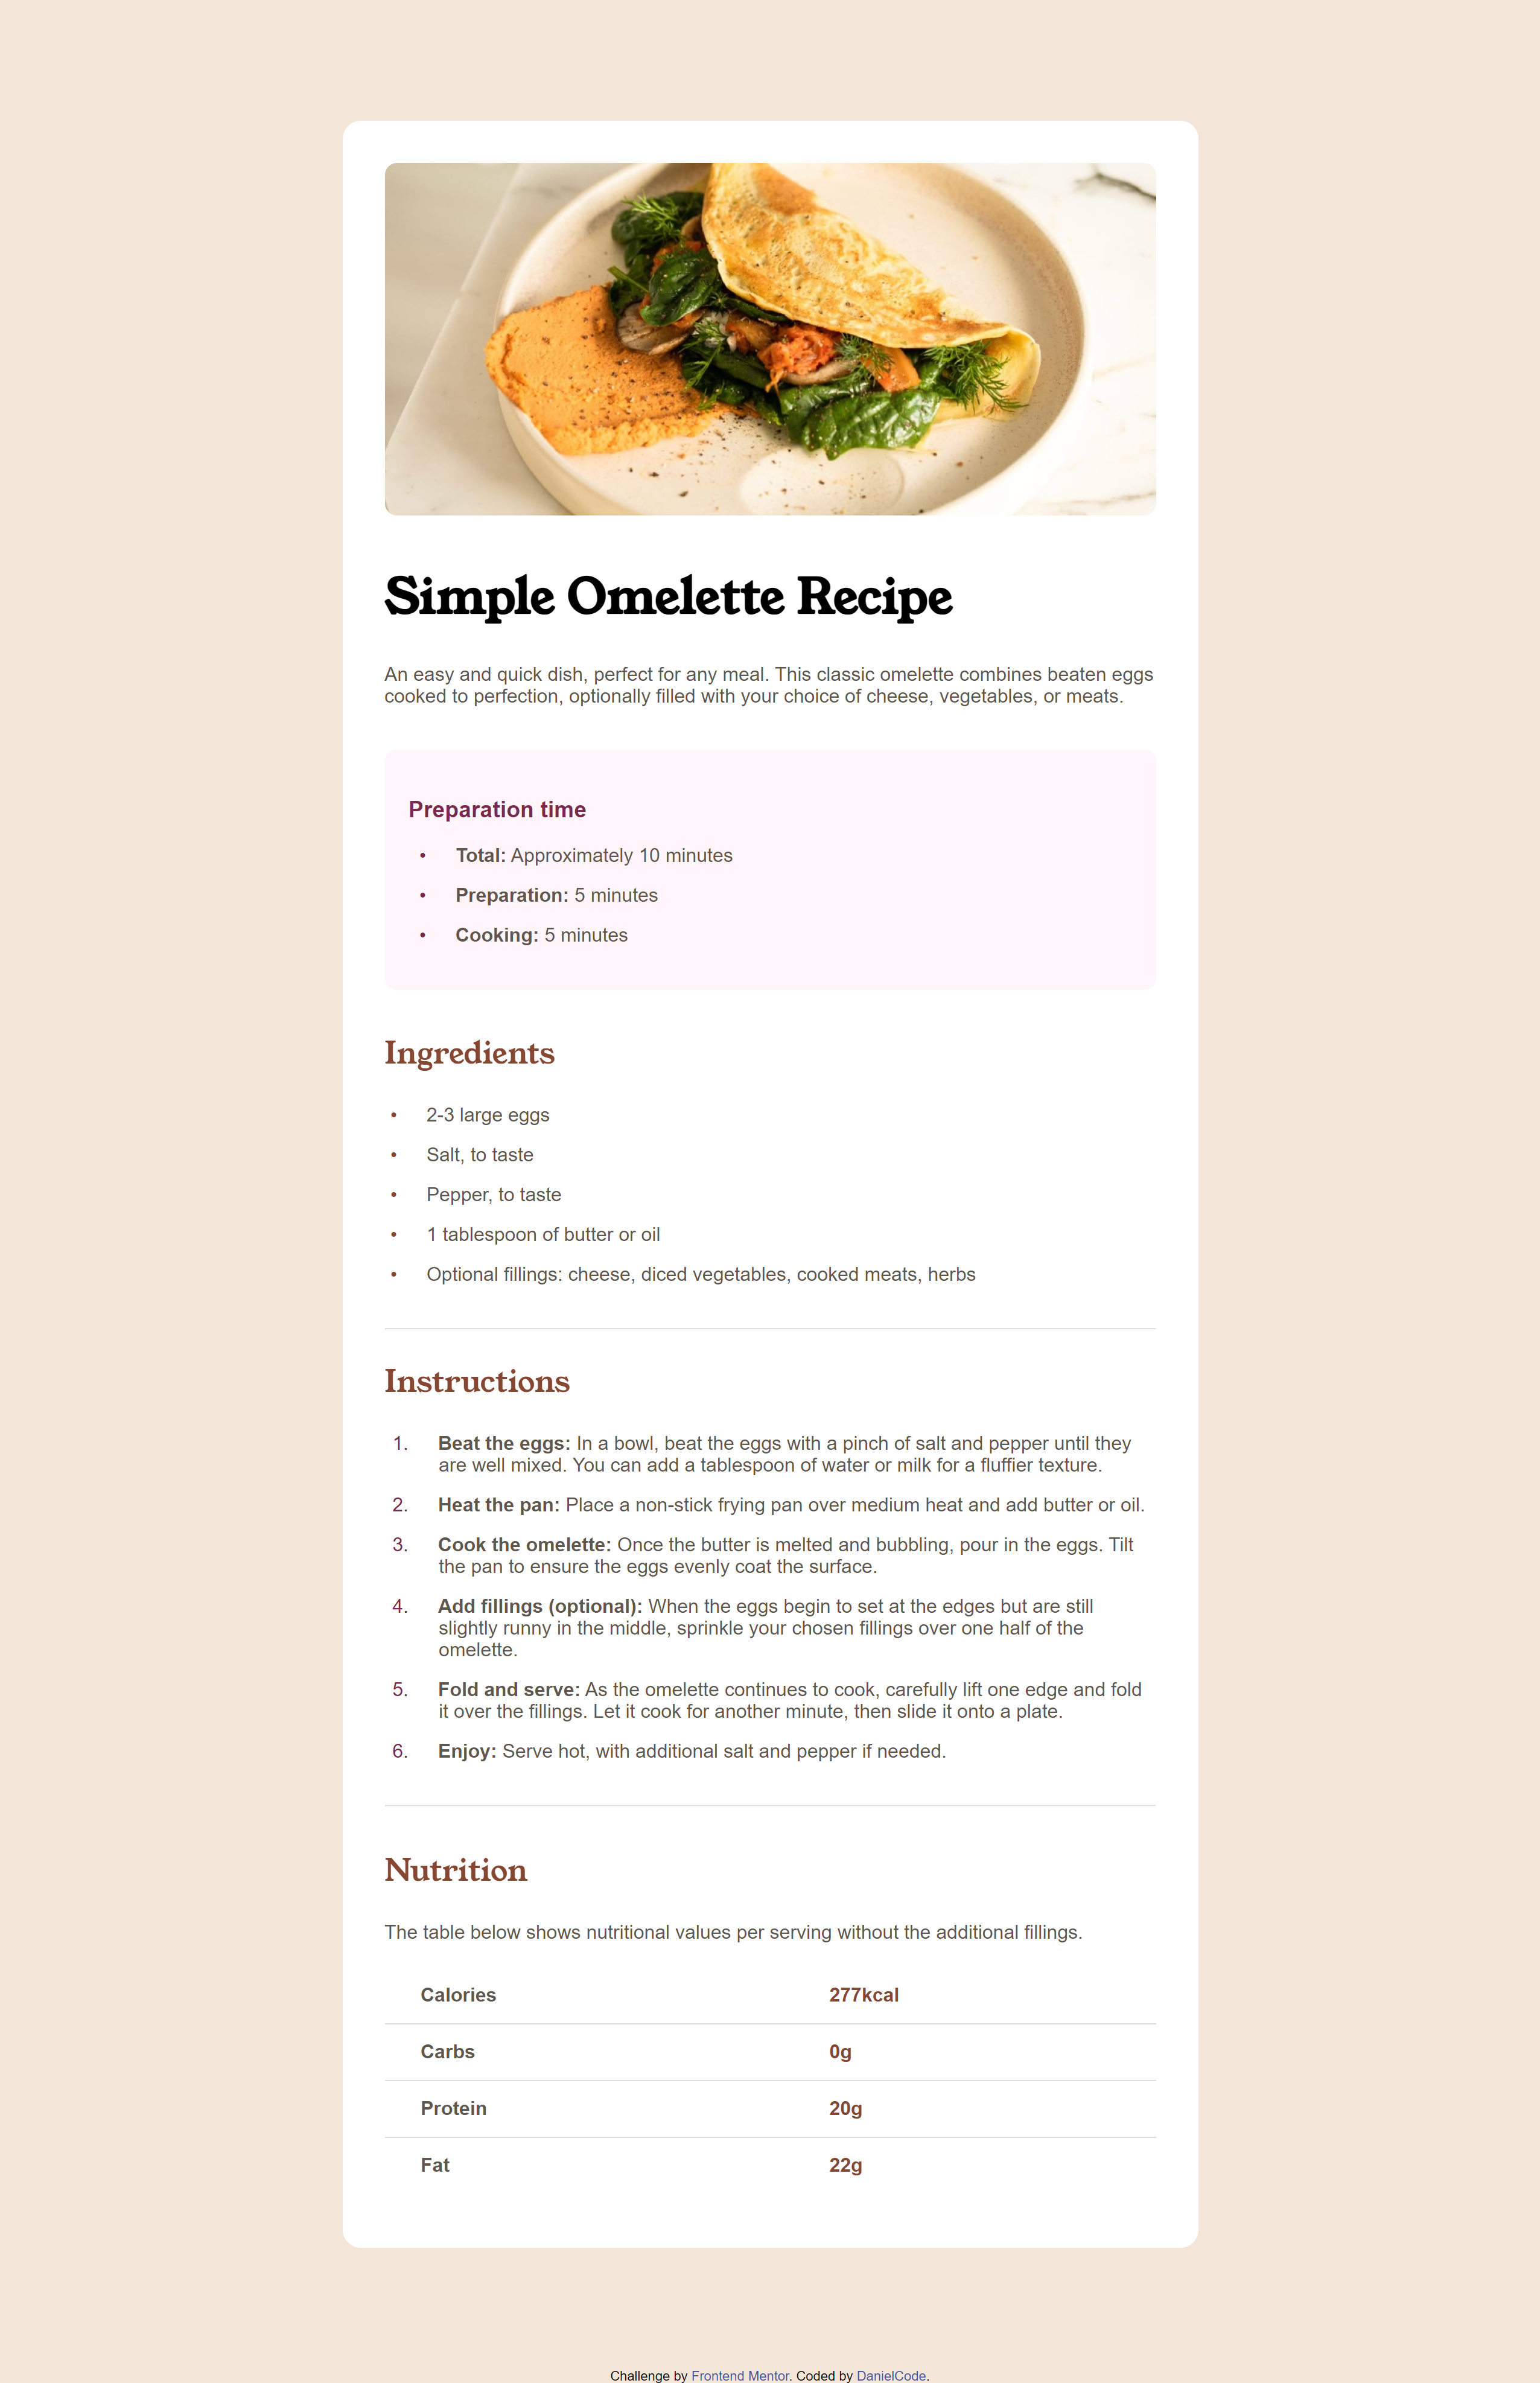 Simple Omelette Recipe
An easy and quick dish, perfect for any meal. This classic omelette combines beaten eggs
cooked to perfection, optionally filled with your choice of cheese, vegetables, or meats.
Preparation time
• Total: Approximately 10 minutes
• Preparation: 5 minutes
• Cooking: 5 minutes
Ingredients
• 2-3 large eggs
• Salt, to taste
• Pepper, to taste
• 1 tablespoon of butter or oil
• Optional fillings: cheese, diced vegetables, cooked meats, herbs
Instructions
1. Beat the eggs: In a bowl, beat the eggs with a pinch of salt and pepper until they
are well mixed. You can add a tablespoon of water or milk for a fluffier texture.
2. Heat the pan: Place a non-stick frying pan over medium heat and add butter or oil.
3. Cook the omelette: Once the butter is melted and bubbling, pour in the eggs. Tilt
the pan to ensure the eggs evenly coat the surface.
4. Add fillings (optional): When the eggs begin to set at the edges but are still
slightly runny in the middle, sprinkle your chosen fillings over one half of the
omelette.
5. Fold and serve: As the omelette continues to cook, carefully lift one edge and fold
it over the fillings. Let it cook for another minute, then slide it onto a plate.
6. Enjoy: Serve hot, with additional salt and pepper if needed.
Nutrition
The table below shows nutritional values per serving without the additional fillings.
Calories 277kcal
Carbs 0g
Protein 20g
Fat 22g
Challenge by Frontend Mentor. Coded by DanielCode.